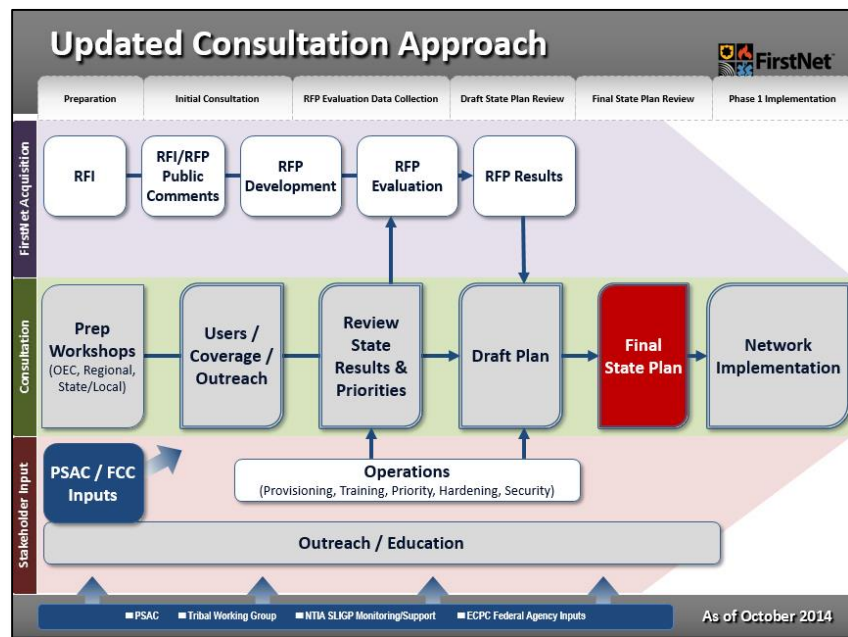 Updated Consultation Approach
FirstNet™
Preparation
Initial Consultation
RFP Evaluation Data Collection
Draft State Plan Review
Final State Plan Review
Phase 1 Implementation
FirstNet Acquisition
RFI
RFI/RFP
Public
Comments
RFP
Development
RFP
Evaluation
RFP Results
Consultation
Prep
Workshops
(OEC, Regional,
State/Local)
Users /
Coverage /
Outreach
Review
State
Results &
Priorities
Draft Plan
Final
State Plan
Network
Implementation
Stakeholder Input
PSAC / FCC
Inputs
Operations
(Provisioning, Training, Priority, Hardening, Security)
Outreach / Education
■ PSAC ■ Tribal Working Group ■ NTIA SLIGP Monitoring/Support ■ ECPC Federal Agency Inputs
As of October 2014